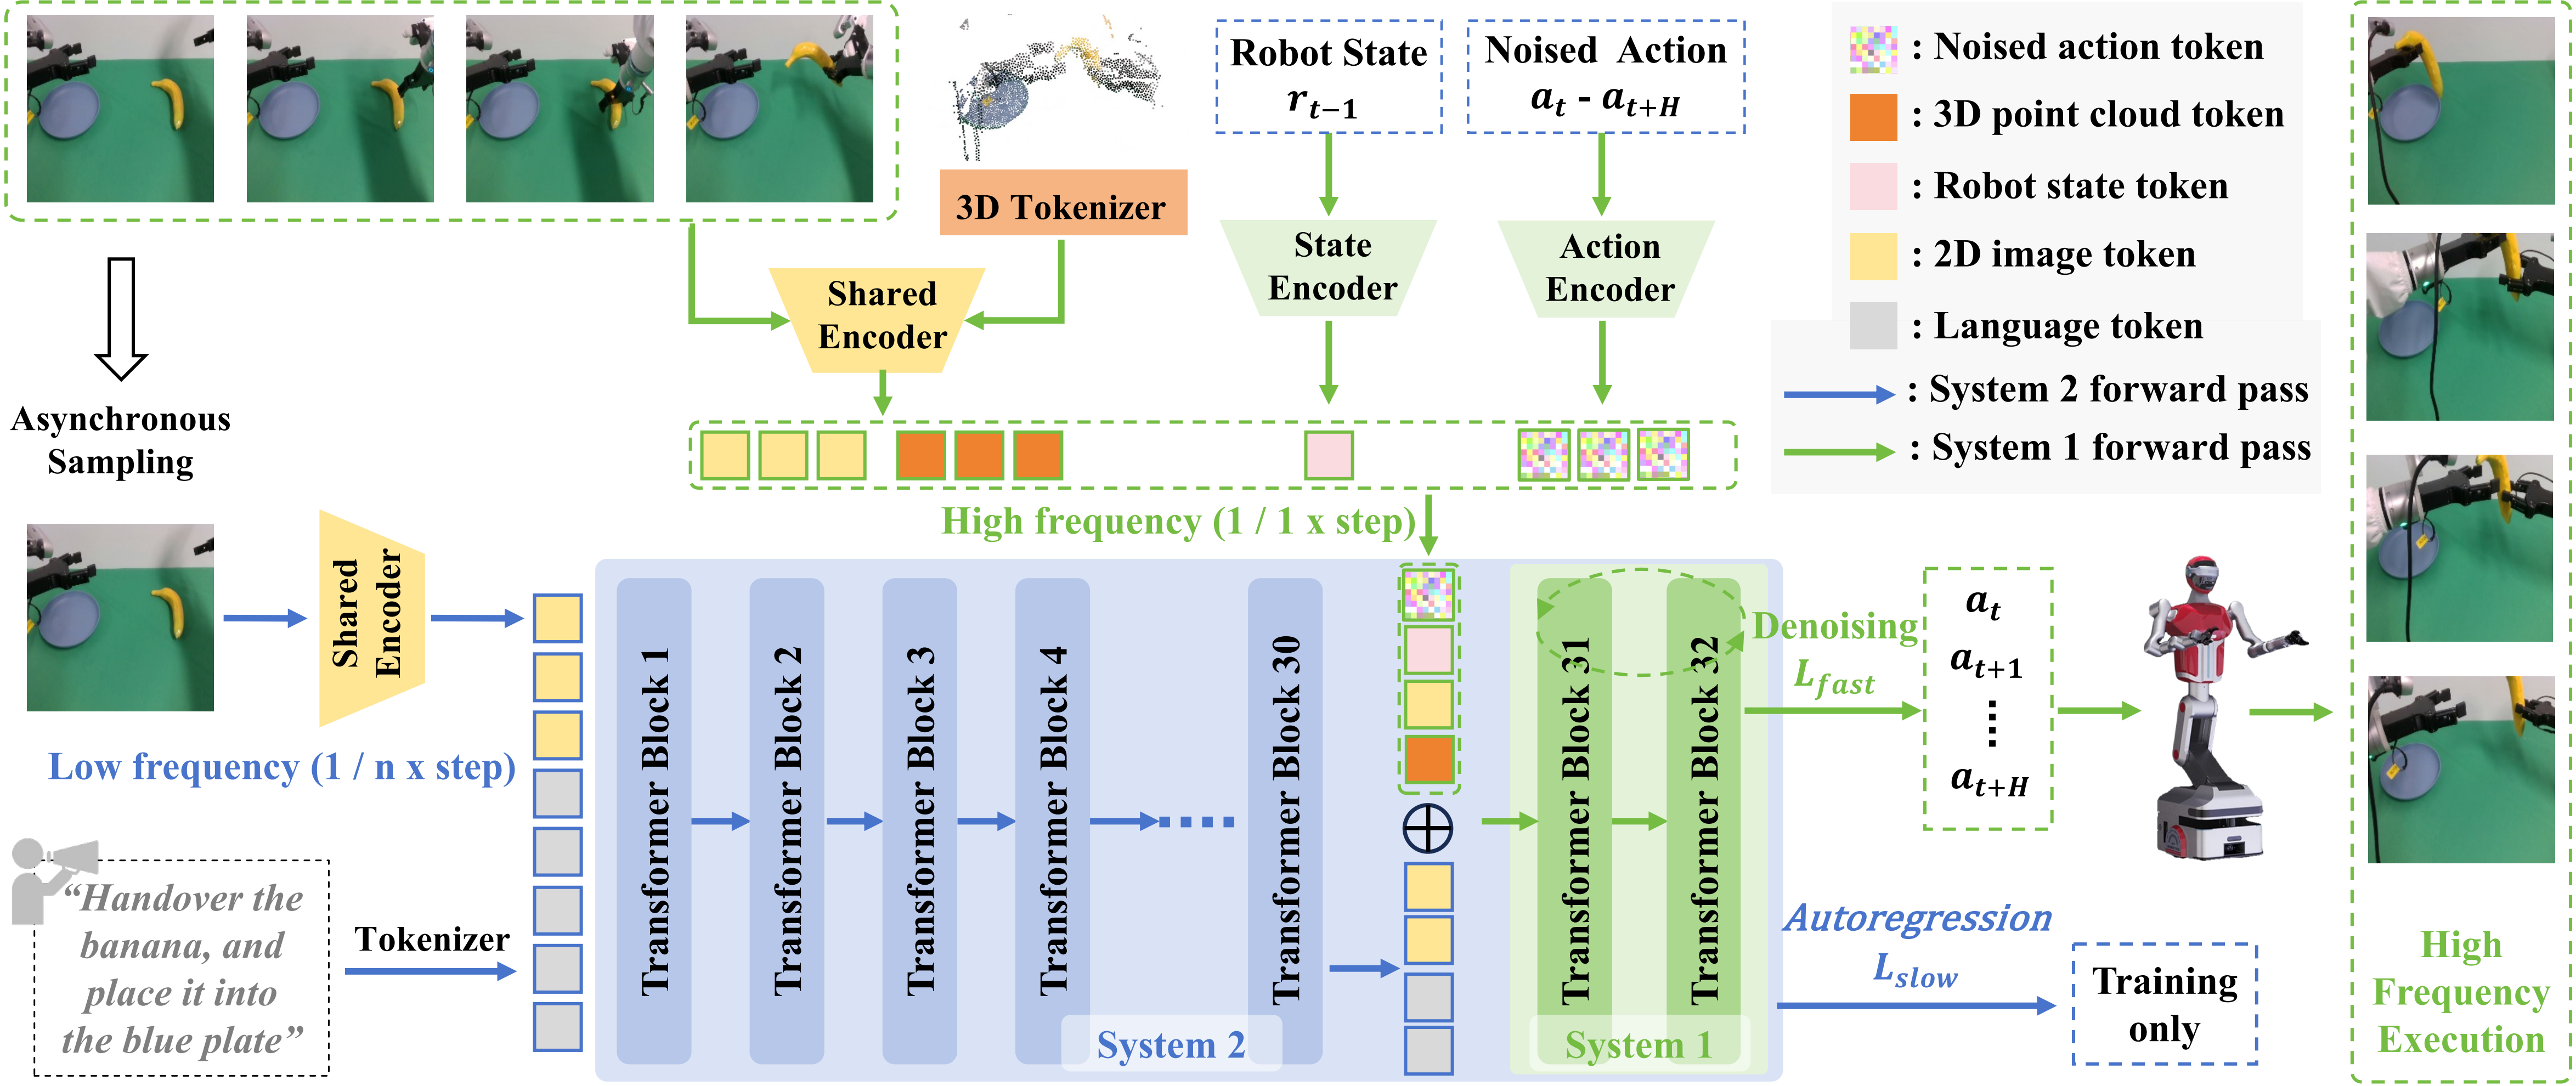 Robot State
r_{t−1}
Noised Action
a_t - a_{t+H}
: Noised action token
: 3D point cloud token
: Robot state token
: 2D image token
: Language token
: System 2 forward pass
: System 1 forward pass
3D Tokenizer
State
Encoder
Action
Encoder
Shared
Encoder
Asynchronous
Sampling
High frequency (1 / 1 x step)
Shared
Encoder
Low frequency (1 / n x step)
“Handover the
banana, and
place it into
the blue plate”
Tokenizer
Transformer Block 1
Transformer Block 2
Transformer Block 3
Transformer Block 4
Transformer Block 30
Transformer Block 31
Transformer Block 32
System 2
System 1
Denoising
L_{fast}
a_t
a_{t+1}
a_{t+H}
Autoregression
L_{slow}
Training
only
High
Frequency
Execution